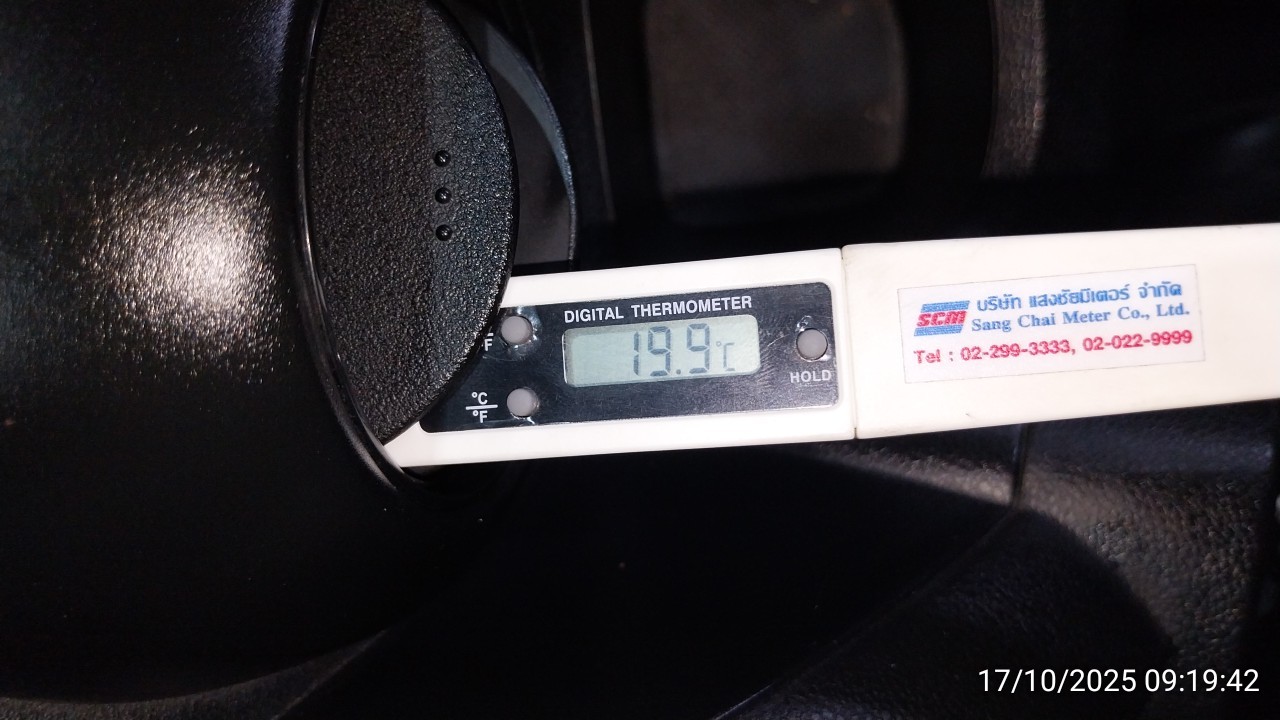 DIGITAL THERMOMETER
19.9°C
F
HOLD
°C
°F
scm
บริษัท แสงชัยมิเตอร์ จำกัด
Sang Chai Meter Co., Ltd.
Tel : 02-299-3333, 02-022-9999
17/10/2025 09:19:42